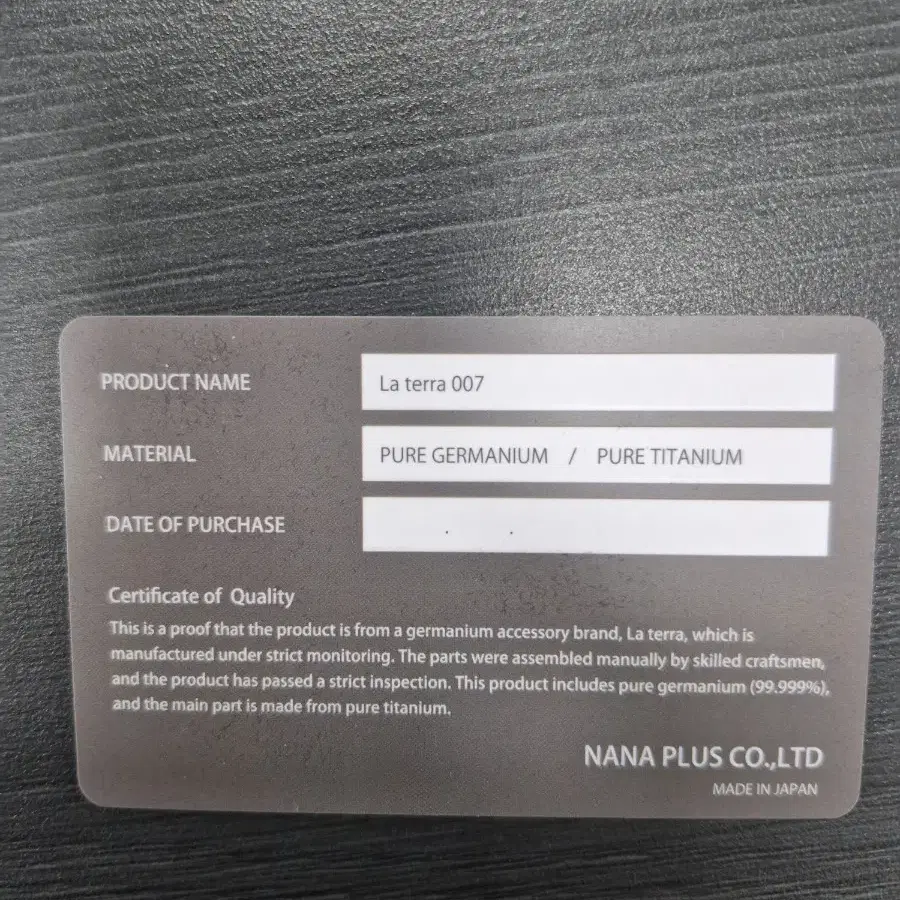 PRODUCT NAME La terra 007
MATERIAL PURE GERMANIUM / PURE TITANIUM
DATE OF PURCHASE . .
Certificate of Quality
This is a proof that the product is from a germanium accessory brand, La terra, which is
manufactured under strict monitoring. The parts were assembled manually by skilled craftsmen,
and the product has passed a strict inspection. This product includes pure germanium (99.999%),
and the main part is made from pure titanium.
NANA PLUS CO.,LTD
MADE IN JAPAN